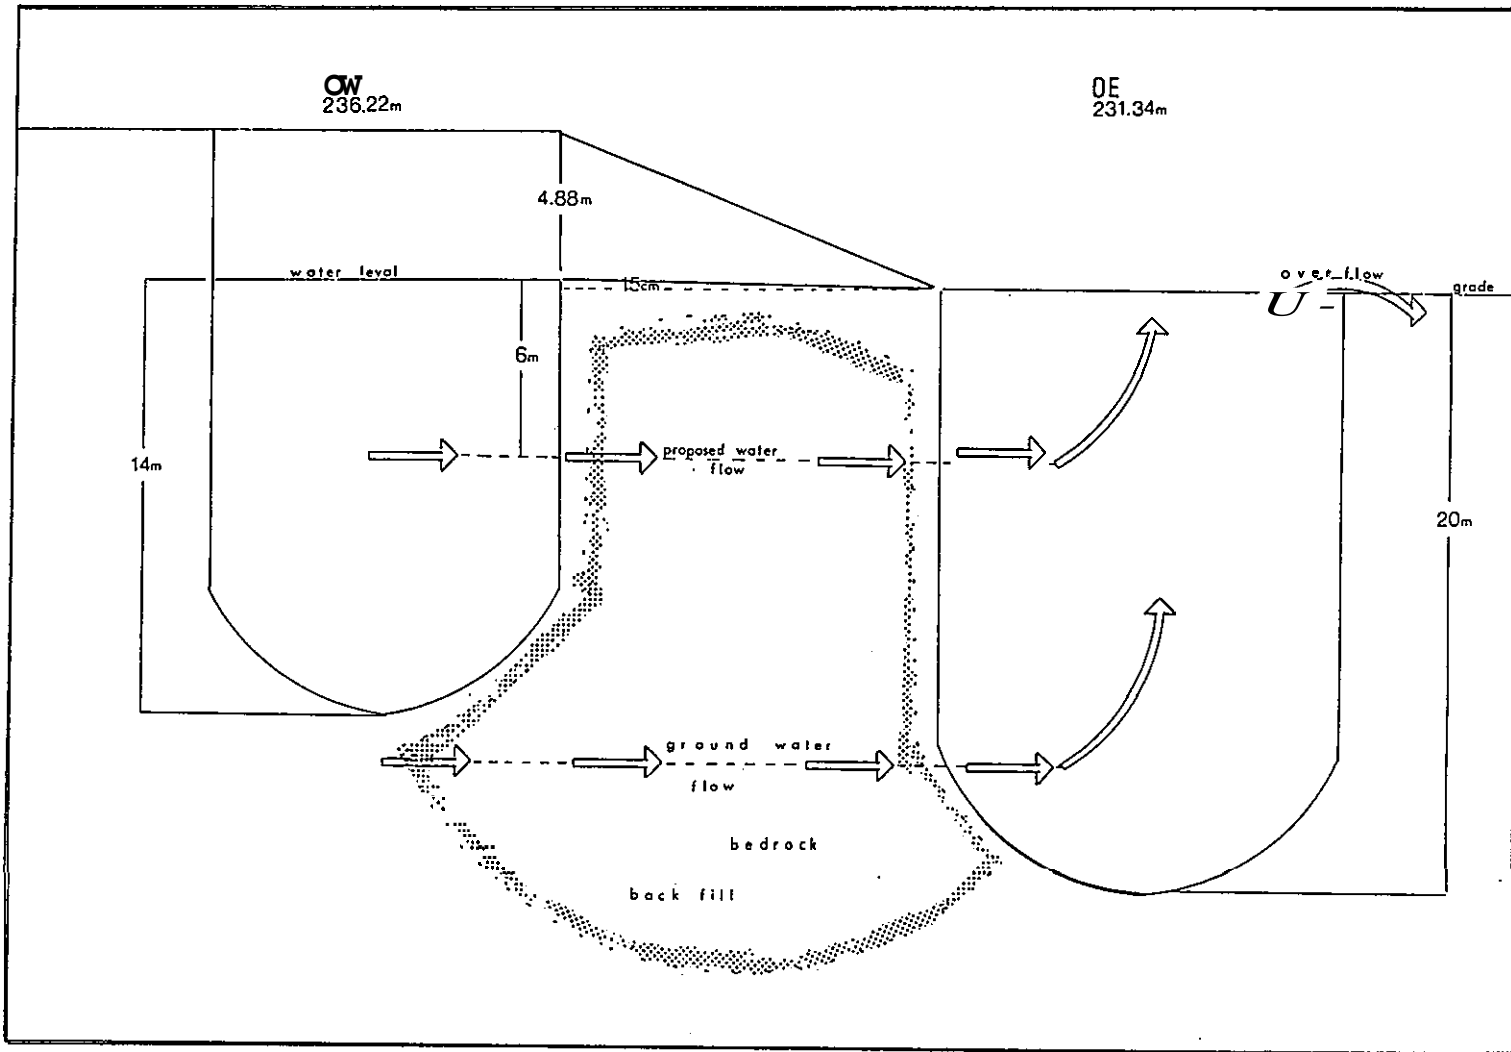 OW
236.22m
OE
231.34m
4.88m
water leval
15cm
over flow
grade
U -
6m
proposed water
flow
14m
20m
ground water
flow
bedrock
back fill